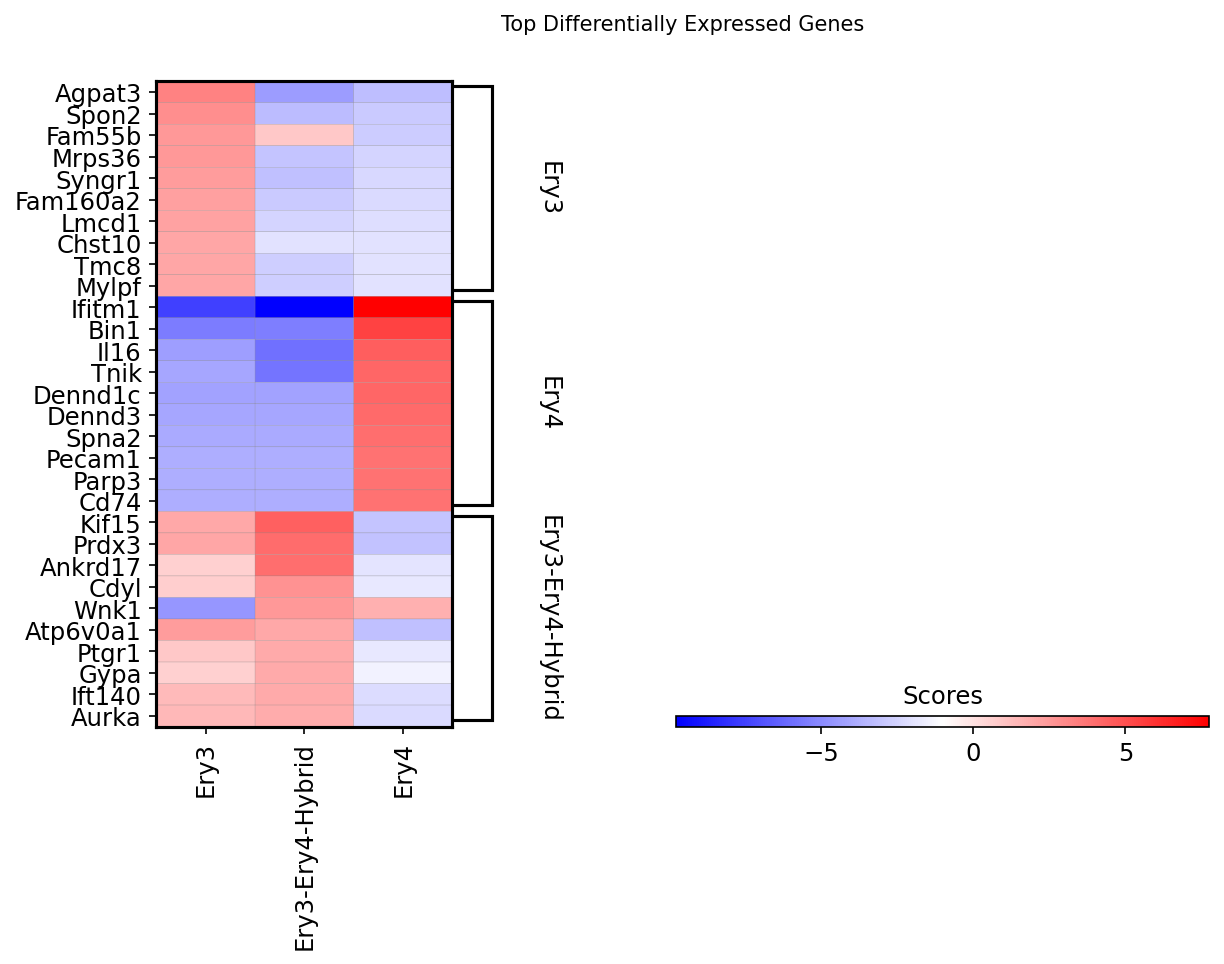 Top Differentially Expressed Genes
Agpat3
Spon2
Fam55b
Mrps36
Syngr1
Fam160a2
Lmcd1
Chst10
Tmc8
Mylpf
Ifitm1
Bin1
Il16
Tnik
Dennd1c
Dennd3
Spna2
Pecam1
Parp3
Cd74
Kif15
Prdx3
Ankrd17
Cdyl
Wnk1
Atp6v0a1
Ptgr1
Gypa
Ift140
Aurka
Ery3
Ery4
Ery3-Ery4-Hybrid
Ery3
Ery3-Ery4-Hybrid
Ery4
Scores
−5 0 5